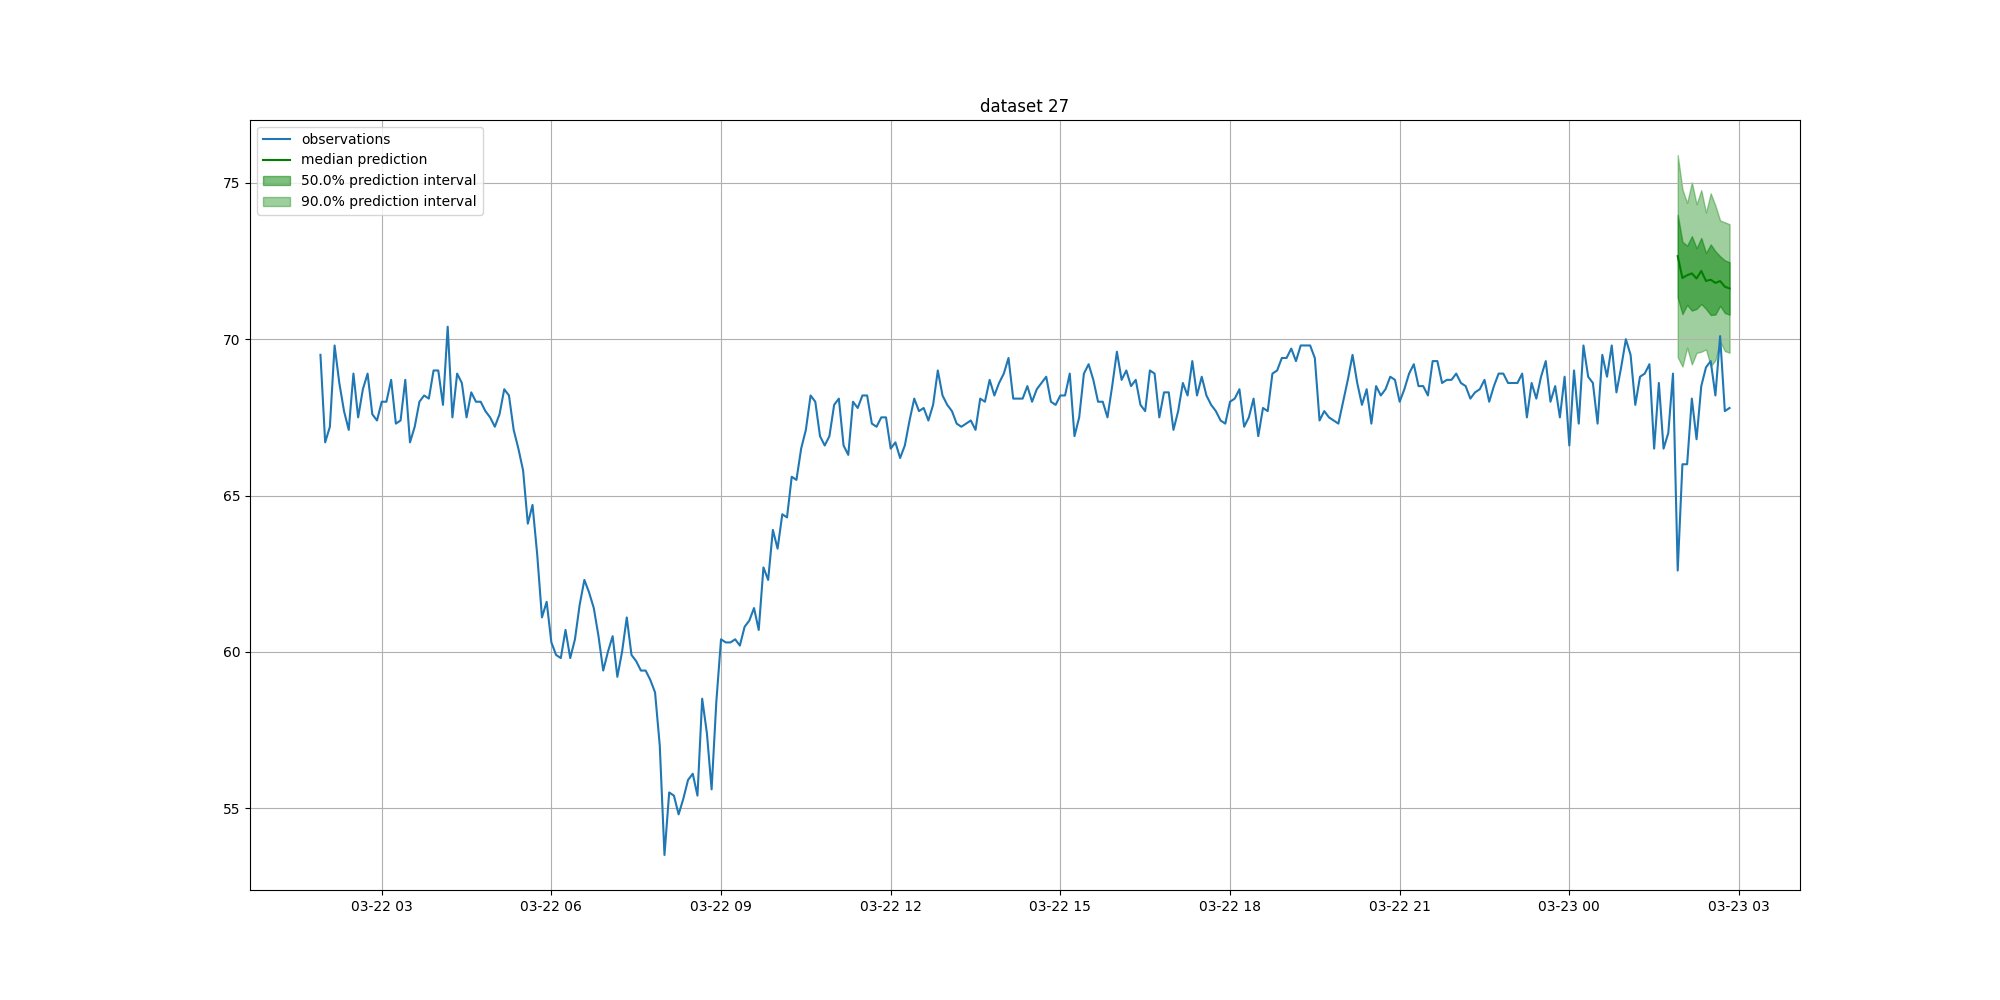 dataset 27
observations
median prediction
50.0% prediction interval
90.0% prediction interval
75
70
65
60
55
03-22 03
03-22 06
03-22 09
03-22 12
03-22 15
03-22 18
03-22 21
03-23 00
03-23 03